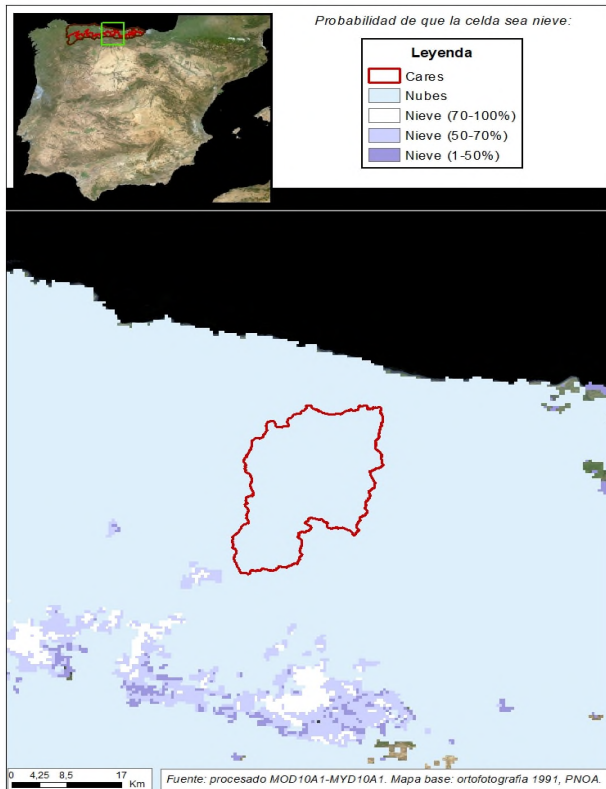 Probabilidad de que la celda sea nieve:
Leyenda
Cares
Nubes
Nieve (70-100%)
Nieve (50-70%)
Nieve (1-50%)
0 4,25 8,5 17
Km
Fuente: procesado MOD10A1-MYD10A1. Mapa base: ortofotografia 1991, PNOA.